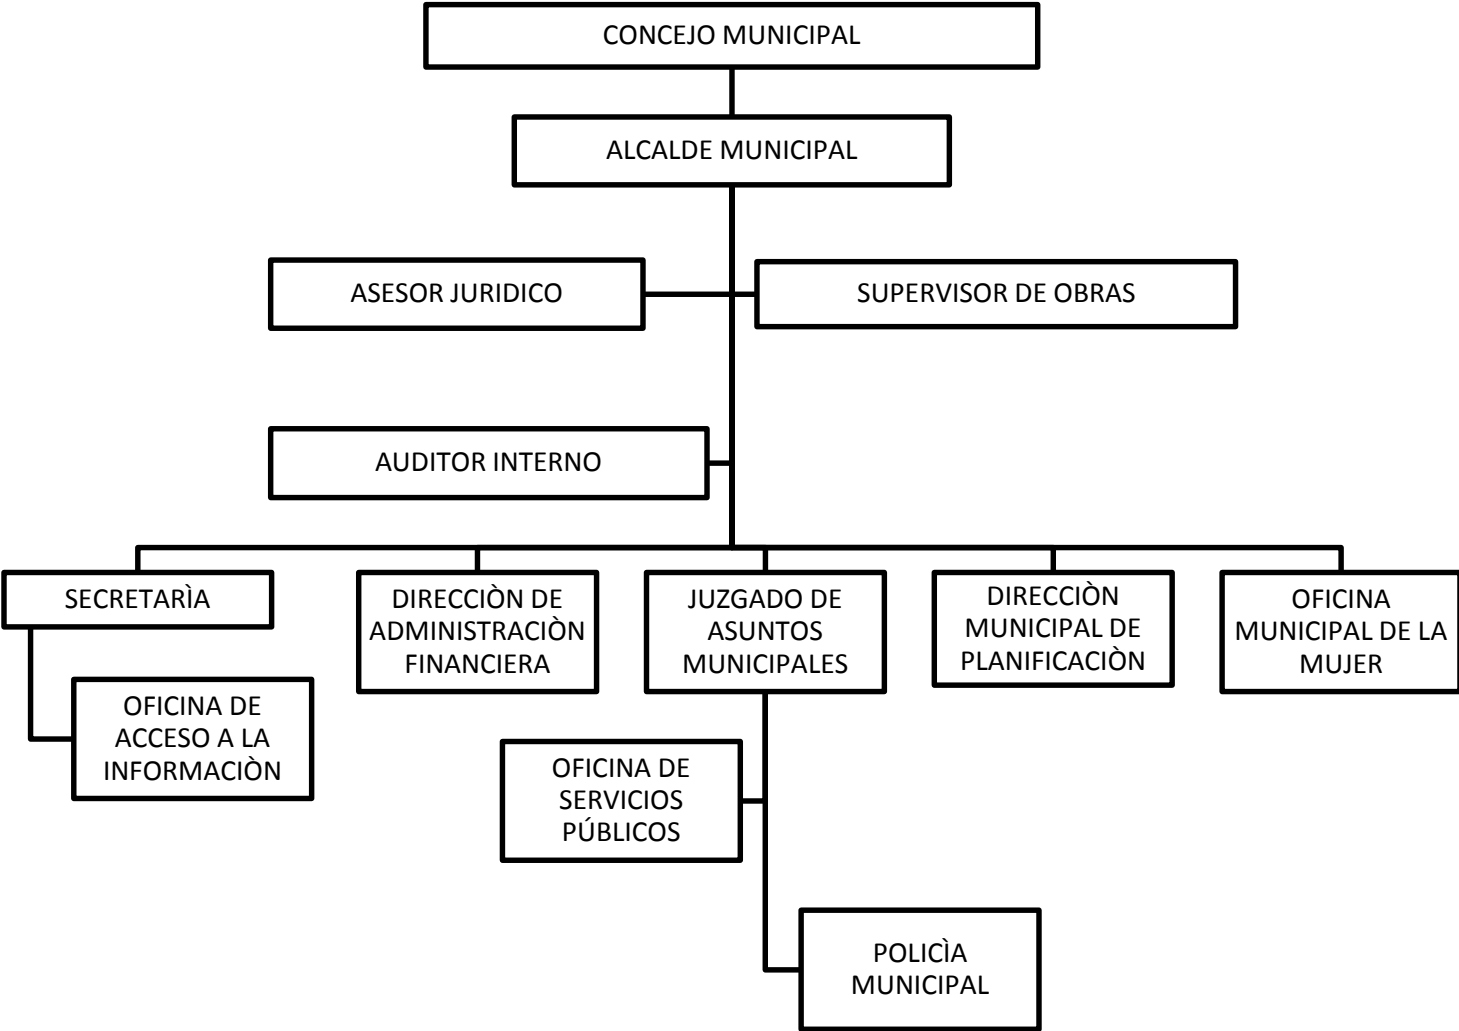 CONCEJO MUNICIPAL
ALCALDE MUNICIPAL
ASESOR JURIDICO
SUPERVISOR DE OBRAS
AUDITOR INTERNO
SECRETARÌA
DIRECCIÒN DE
ADMINISTRACIÒN
FINANCIERA
JUZGADO DE
ASUNTOS
MUNICIPALES
DIRECCIÒN
MUNICIPAL DE
PLANIFICACIÒN
OFICINA
MUNICIPAL DE LA
MUJER
OFICINA DE
ACCESO A LA
INFORMACIÒN
OFICINA DE
SERVICIOS
PÚBLICOS
POLICÌA
MUNICIPAL